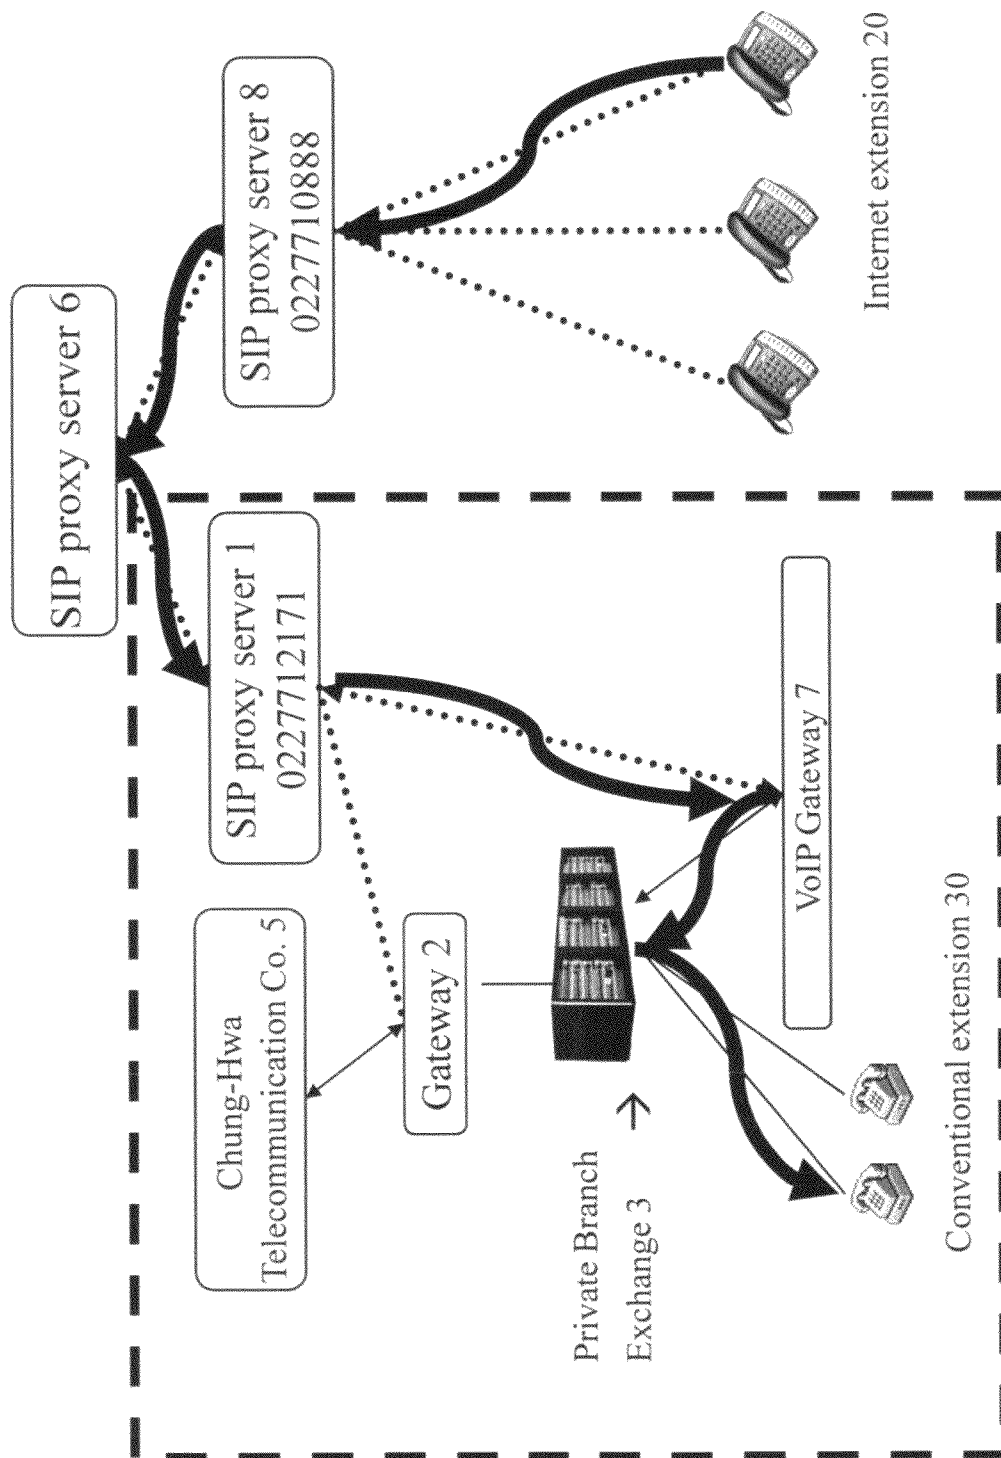 SIP proxy server 6
SIP proxy server 1
0227712171
SIP proxy server 8
0227710888
Chung-Hwa
Telecommunication Co. 5
Gateway 2
Private Branch
Exchange 3
VoIP Gateway 7
Conventional extension 30
Internet extension 20